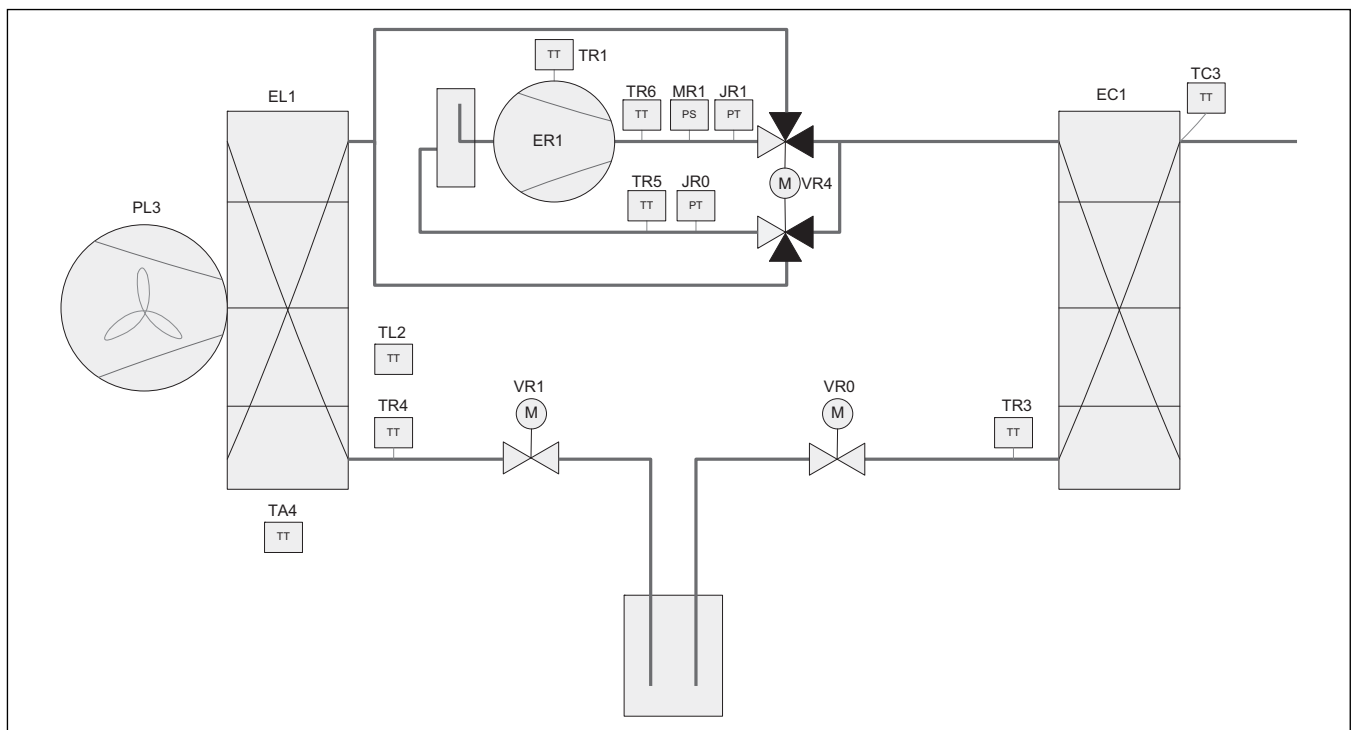 TT TR1
EL1
TR6 MR1 JR1
TT PS PT
EC1
TC3
TT
ER1
TR5 JR0
TT PT
M VR4
PL3
TL2
TT
TR4
TT
VR1
M
VR0
M
TR3
TT
TA4
TT